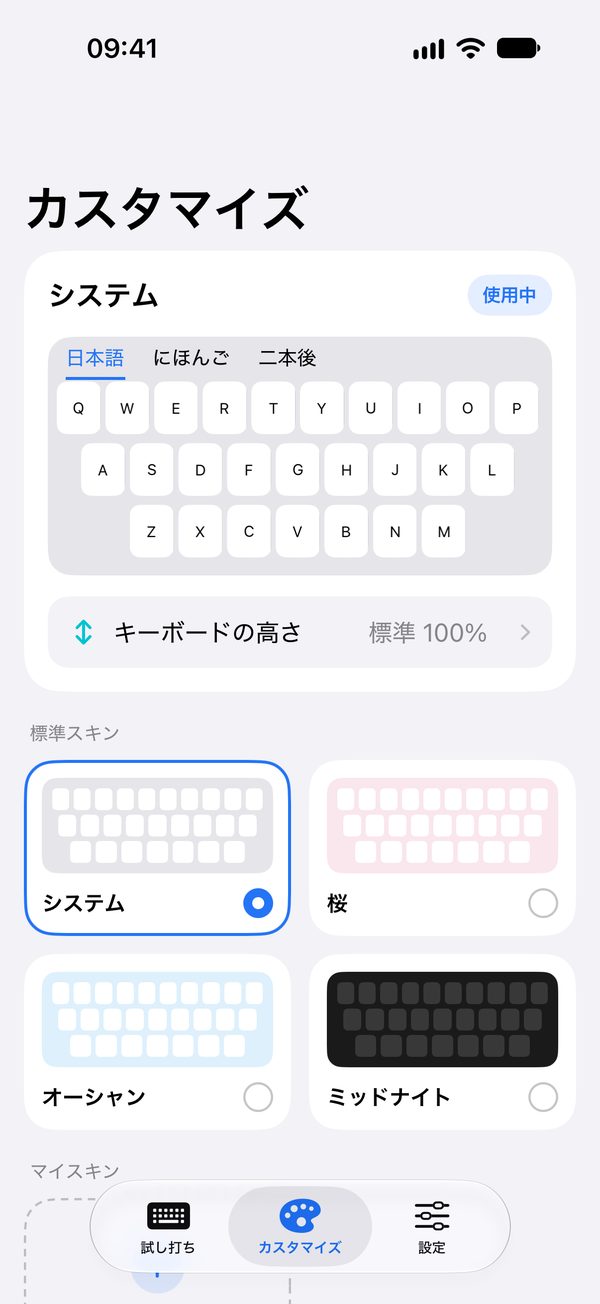 09:41
カスタマイズ
システム
使用中
日本語 にほんご 二本後
Q W E R T Y U I O P
A S D F G H J K L
Z X C V B N M
キーボードの高さ 標準 100%
標準スキン
システム
桜
オーシャン
ミッドナイト
マイスキン
試し打ち カスタマイズ 設定